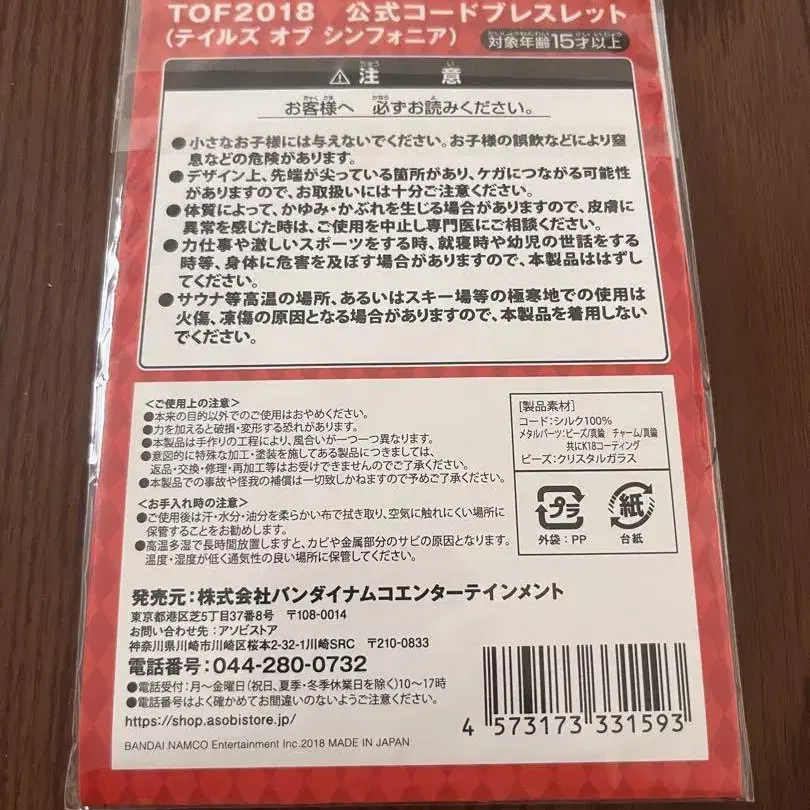 TOF2018 公式コードブレスレット
(テイルズ オブ シンフォニア) 対象年齢15才以上
⚠注意
お客様へ 必ずお読みください。
●小さなお子様には与えないでください。お子様の誤飲などにより窒
息などの危険があります。
●デザイン上、先端が尖っている箇所があり、ケガにつながる可能性
がありますので、お取扱いには十分ご注意ください。
●体質によって、かゆみ・かぶれを生じる場合がありますので、皮膚に
異常を感じた時は、ご使用を中止し専門医にご相談ください。
●力仕事や激しいスポーツをする時、就寝時や幼児の世話をする
時等、身体に危害を及ぼす場合がありますので、本製品ははずし
てください。
●サウナ等高温の場所、あるいはスキー場等の極寒地での使用は
火傷、凍傷の原因となる場合がありますので、本製品を着用しない
でください。
<ご使用上の注意>
●本来の目的以外でのご使用はおやめください。
●力を加えると破損・変形する恐れがあります。
●本製品は手作りの工程により、風合いが一つ一つ異なります。
●意図的に特殊な加工・塗装を施してある製品につきましては、
返品・交換・修理・再加工等はお受けできませんのでご了承ください。
●本製品での事故や怪我の補償は一切致しかねますので予めご了承ください。
<お手入れ時の注意>
●ご使用後は汗・水分・油分を柔らかい布で拭き取り、空気に触れにくい場所に
保管することをお勧めします。
●高温多湿で長時間放置しますと、カビや金属部分のサビの原因となります。
温度・湿度が低く通気性の良い場所に保管してください。
[製品素材]
コード:シルク100%
メタルパーツ:ビーズ/真鍮 チャーム/真鍮
共にK18コーティング
ビーズ:クリスタルガラス
プラ
外袋:PP
紙
台紙
発売元:株式会社バンダイナムコエンターテインメント
東京都港区芝5丁目37番8号 〒108-0014
お問い合わせ先:アソビストア
神奈川県川崎市川崎区桜本2-32-1川崎SRC 〒210-0833
電話番号:044-280-0732
●電話受付:月~金曜日(祝日、夏季・冬季休業日を除く)10~17時
●電話番号はよく確かめてお間違いのないようご注意ください。
https://shop.asobistore.jp/
BANDAI NAMCO Entertainment Inc.2018 MADE IN JAPAN
4 573173 331593